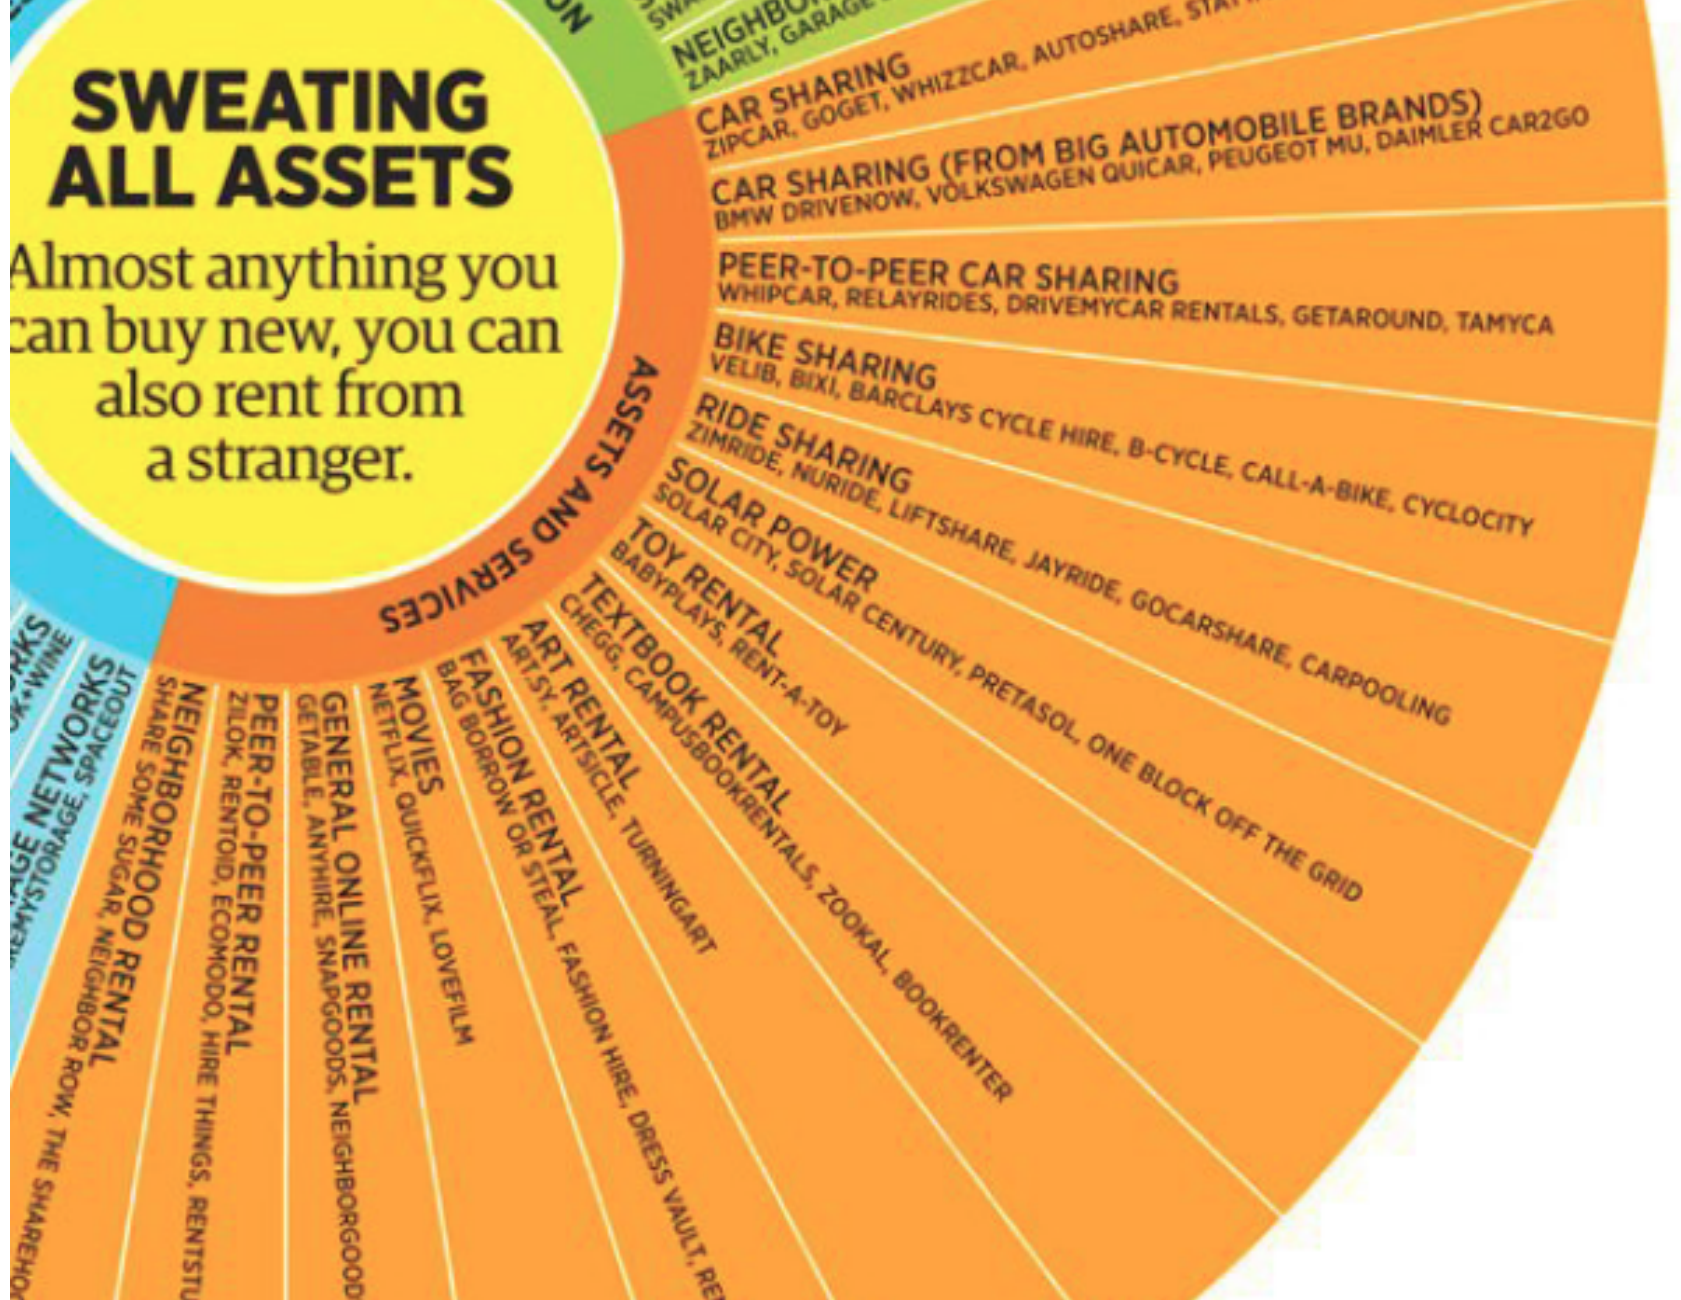 SWEATING
ALL ASSETS
Almost anything you
can buy new, you can
also rent from
a stranger.
ZAARLY, GARAGE
ASSETS AND SERVICES
CAR SHARING
ZIPCAR, GOGET, WHIZZCAR, AUTOSHARE,
CAR SHARING (FROM BIG AUTOMOBILE BRANDS)
BMW DRIVENOW, VOLKSWAGEN QUICAR, PEUGEOT MU, DAIMLER CAR2GO
PEER-TO-PEER CAR SHARING
WHIPCAR, RELAYRIDES, DRIVEMYCAR RENTALS, GETAROUND, TAMYCA
BIKE SHARING
VELIB, BIXI, BARCLAYS CYCLE HIRE, B-CYCLE, CALL-A-BIKE, CYCLOCITY
RIDE SHARING
ZIMRIDE, NURIDE, LIFTSHARE, JAYRIDE, GOCARSHARE, CARPOOLING
SOLAR POWER
SOLAR CITY, SOLAR CENTURY, PRETASOL, ONE BLOCK OFF THE GRID
TOY RENTAL
BABYPLAYS, RENT-A-TOY
TEXTBOOK RENTAL
CHEGG, CAMPUSBOOKRENTALS, ZOOKAL, BOOKRENTER
ART RENTAL
ART.SY, ARTSICLE, TURNINGART
FASHION RENTAL
BAG BORROW OR STEAL, FASHION HIRE, DRESS VAULT,
MOVIES
NETFLIX, QUICKFLIX, LOVEFILM
GENERAL ONLINE RENTAL
GETABLE, ANYHIRE, SNAPGOODS, NEIGHBORGOOD
PEER-TO-PEER RENTAL
ZILOK, RENTOID, ECOMODO, HIRE THINGS, RENTSTU
NEIGHBORHOOD RENTAL
SHARE SOME SUGAR, NEIGHBOR ROW, THE SHAREHO
NETWORKS
SPACEOUT